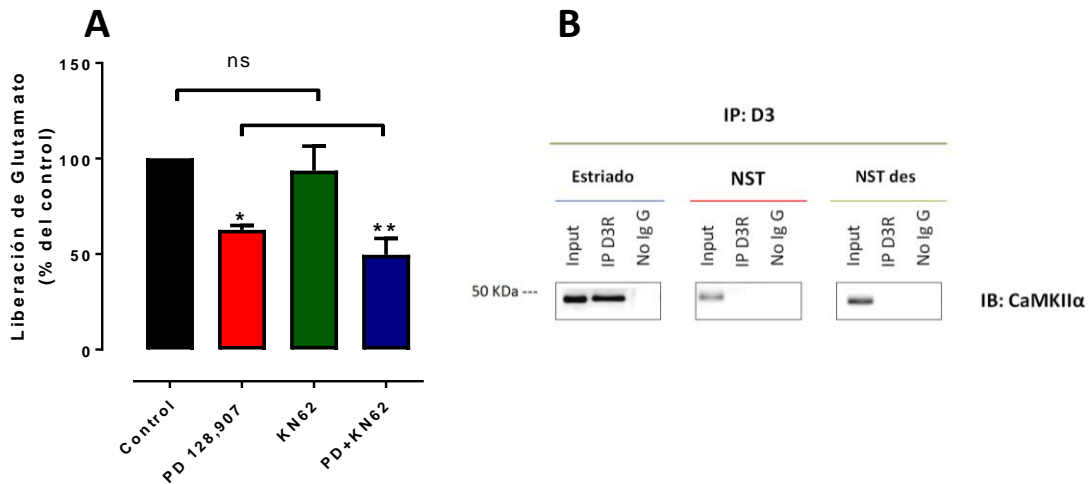 A
Liberación de Glutamato
(% del control)
150
100
50
0
ns
*
**
Control
PD 128,907
KN62
PD+KN62
B
IP: D3
Estriado
NST
NST des
Input
IP D3R
No Ig G
Input
IP D3R
No Ig G
Input
IP D3R
No Ig G
50 KDa ---
IB: CaMKIIα